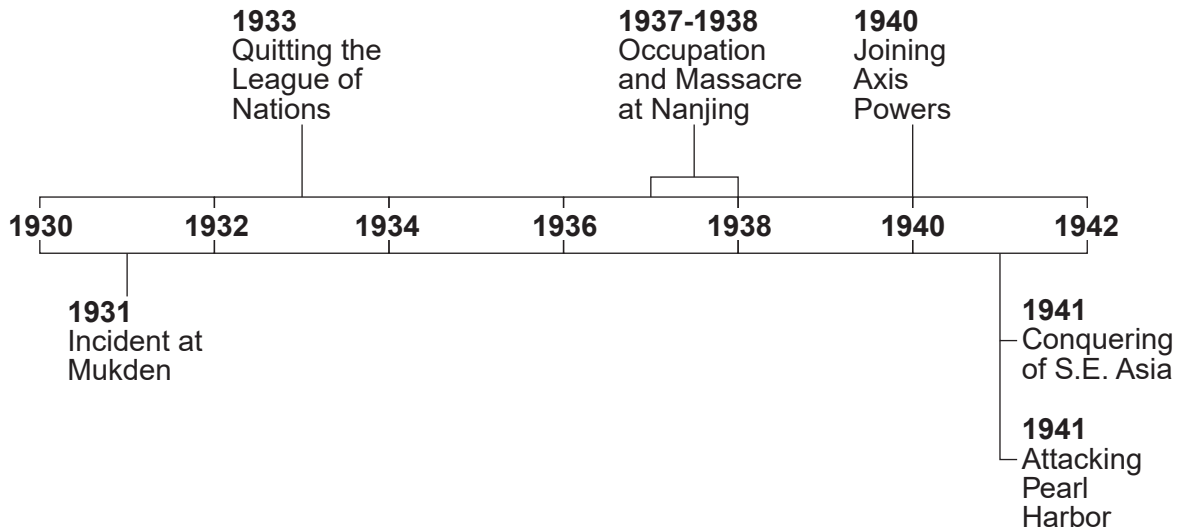 1933
Quitting the
League of
Nations
1937-1938
Occupation
and Massacre
at Nanjing
1940
Joining
Axis
Powers
1930 1932 1934 1936 1938 1940 1942
1931
Incident at
Mukden
1941
Conquering
of S.E. Asia
1941
Attacking
Pearl
Harbor